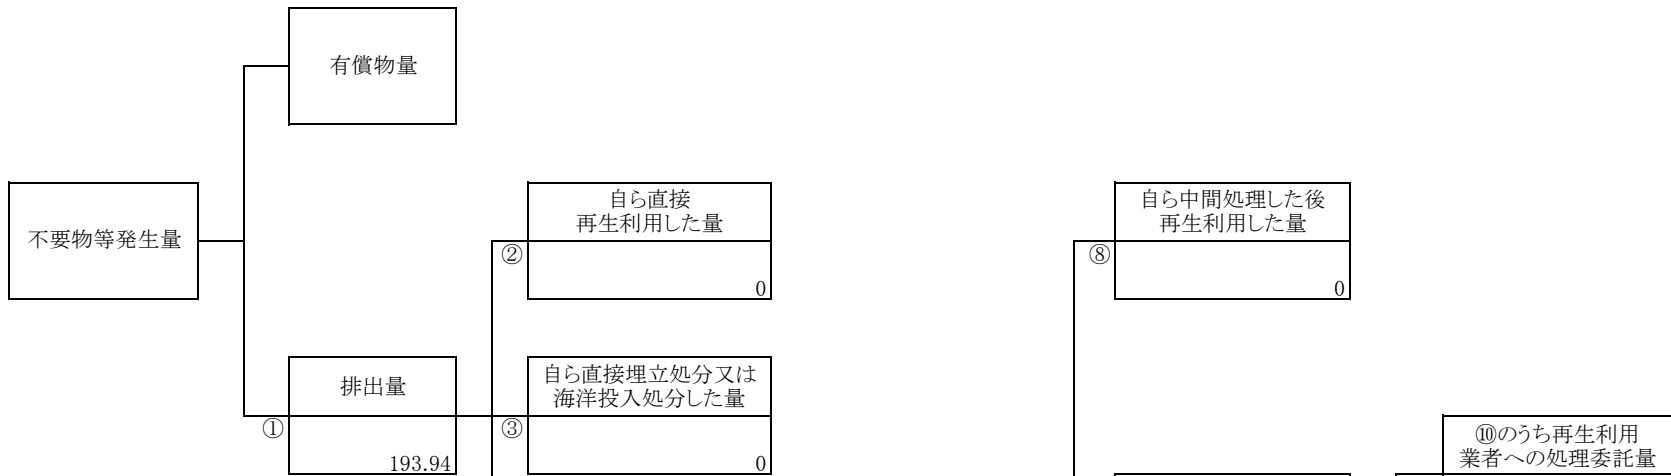 有償物量
不要物等発生量
自ら直接
再生利用した量
②
0
自ら中間処理した後
再生利用した量
⑧
0
排出量
①
193.94
自ら直接埋立処分又は
海洋投入処分した量
③
0
⑩のうち再生利用
業者への処理委託量